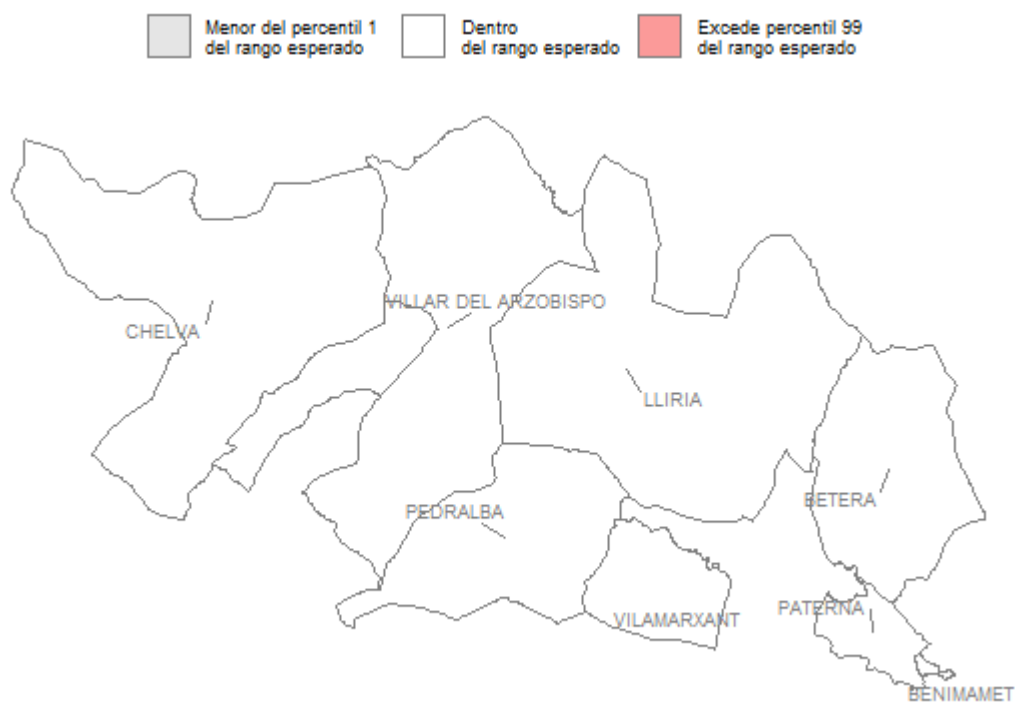 Menor del percentil 1
del rango esperado
Dentro
del rango esperado
Excede percentil 99
del rango esperado
VILLAR DEL ARZOBISPO
CHELVA
LLIRIA
BETERA
PEDRALBA
PATERNA
VILAMARXANT
BENIMAMET